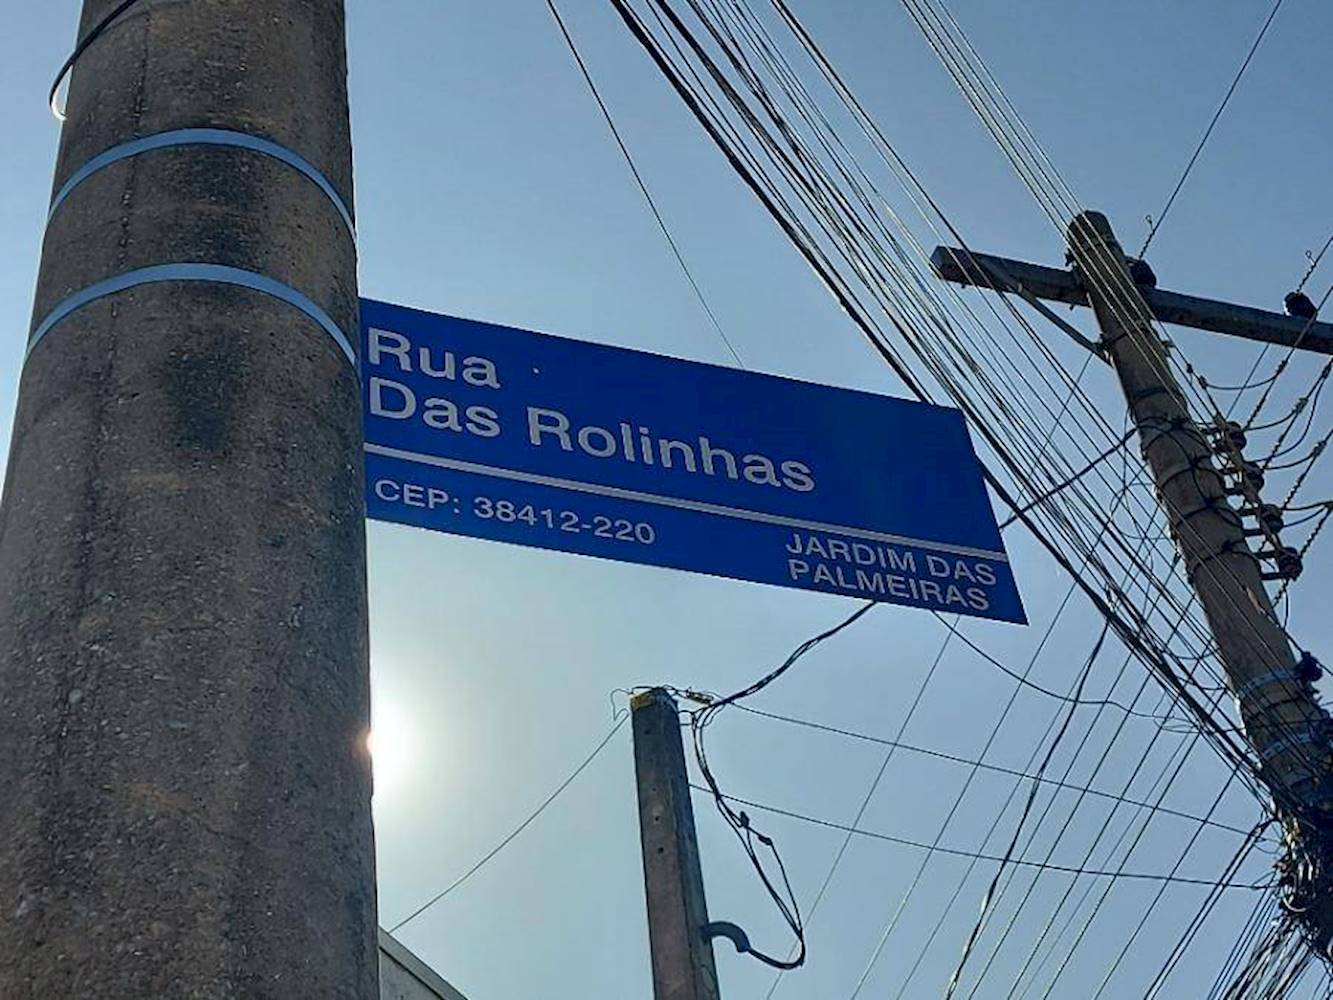 Rua
Das Rolinhas
CEP: 38412-220
JARDIM DAS
PALMEIRAS